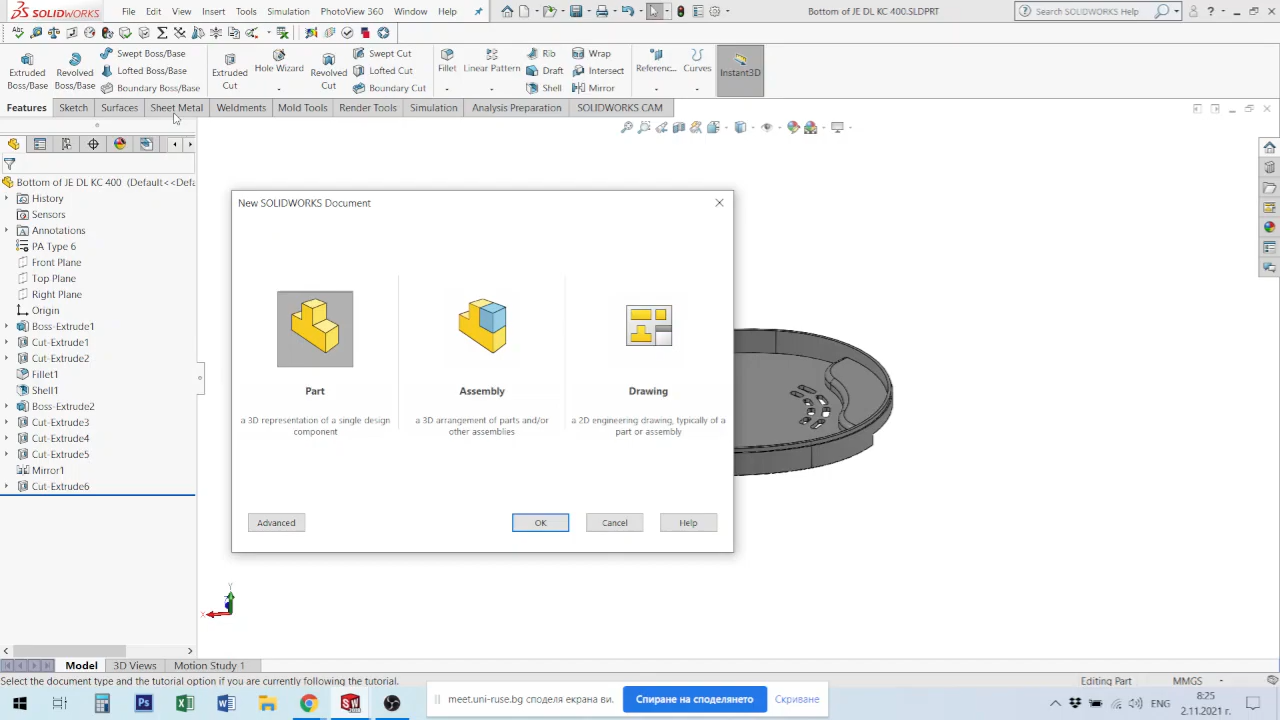 SOLIDWORKS File Edit View Insert Tools Simulation PhotoView 360 Window Help Bottom of JE DL KC 400.SLDPRT Search SOLIDWORKS Help
Extruded Boss/Base
Revolved Boss/Base
Swept Boss/Base
Lofted Boss/Base
Boundary Boss/Base
Extruded Cut
Hole Wizard
Revolved Cut
Swept Cut
Lofted Cut
Boundary Cut
Fillet
Linear Pattern
Rib
Draft
Shell
Wrap
Intersect
Mirror
Referenc...
Curves
Instant3D
Features Sketch Surfaces Sheet Metal Weldments Mold Tools Render Tools Simulation Analysis Preparation SOLIDWORKS CAM
Bottom of JE DL KC 400 (Default<<Defa
History
Sensors
Annotations
PA Type 6
Front Plane
Top Plane
Right Plane
Origin
Boss-Extrude1
Cut-Extrude1
Cut-Extrude2
Fillet1
Shell1
Boss-Extrude2
Cut-Extrude3
Cut-Extrude4
Cut-Extrude5
Mirror1
Cut-Extrude6
New SOLIDWORKS Document
Part
a 3D representation of a single design
component
Assembly
a 3D arrangement of parts and/or
other assemblies
Drawing
a 2D engineering drawing, typically of a
part or assembly
Advanced OK Cancel Help
Y
X
Model 3D Views Motion Study 1
Select the document type and the tutorial option if you are currently following the tutorial. Editing Part MMGS
meet.uni-ruse.bg споделя екрана ви. Спиране на споделянето Скриване
ENG
8:25
2.11.2021 г.